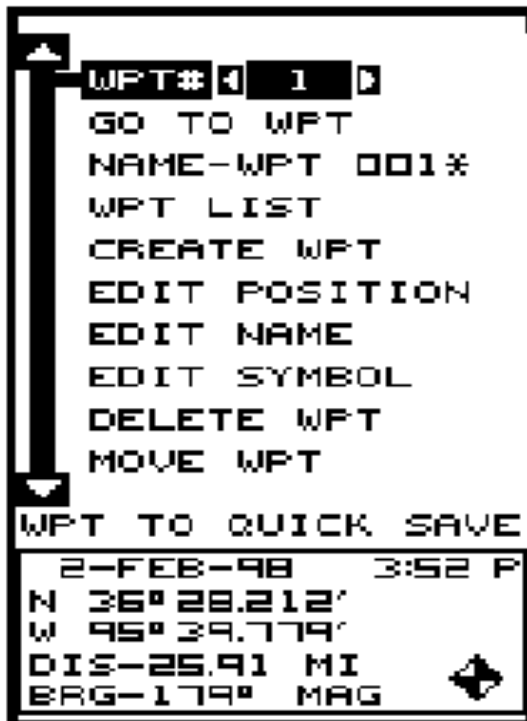 WPT# 1
GO TO WPT
NAME-WPT 001*
WPT LIST
CREATE WPT
EDIT POSITION
EDIT NAME
EDIT SYMBOL
DELETE WPT
MOVE WPT
WPT TO QUICK SAVE
2-FEB-98 3:52 P
N 36° 28.212'
W 95° 39.779'
DIS-25.91 MI
BRG-179° MAG